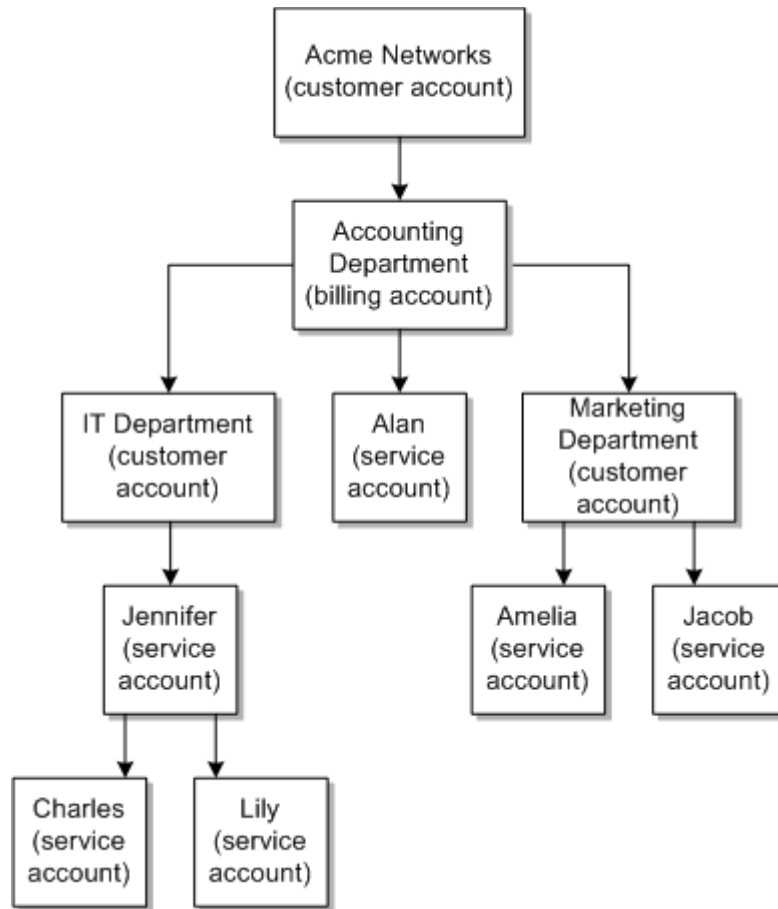 Acme Networks
(customer account)
Accounting
Department
(billing account)
IT Department
(customer
account)
Alan
(service
account)
Marketing
Department
(customer
account)
Jennifer
(service
account)
Amelia
(service
account)
Jacob
(service
account)
Charles
(service
account)
Lily
(service
account)